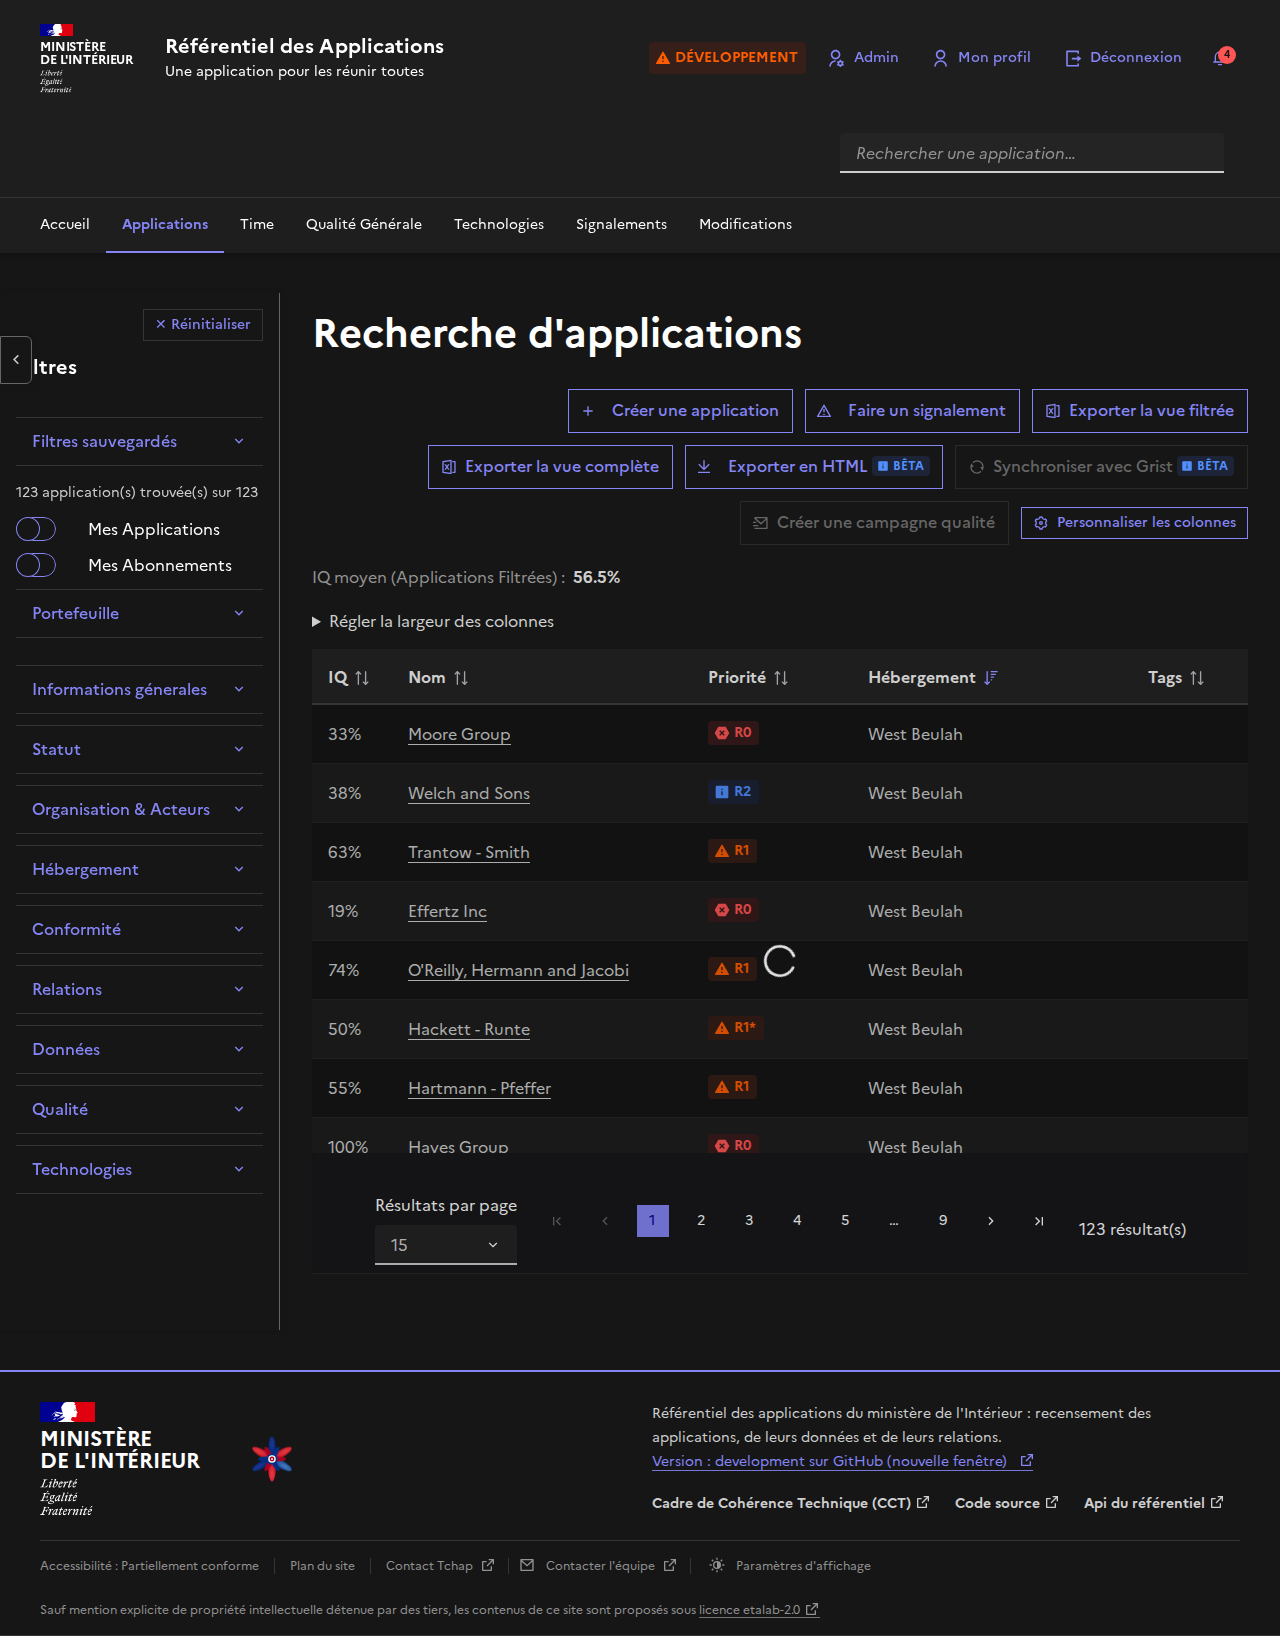 MINISTÈRE
DE L'INTÉRIEUR
Liberté
Égalité
Fraternité
Référentiel des Applications
Une application pour les réunir toutes
DÉVELOPPEMENT
Admin
Mon profil
Déconnexion
4
Rechercher une application…
Accueil
Applications
Time
Qualité Générale
Technologies
Signalements
Modifications
Réinitialiser
ltres
Filtres sauvegardés
123 application(s) trouvée(s) sur 123
Mes Applications
Mes Abonnements
Portefeuille
Informations génerales
Statut
Organisation & Acteurs
Hébergement
Conformité
Relations
Données
Qualité
Technologies
Recherche d'applications
Créer une application
Faire un signalement
Exporter la vue filtrée
Exporter la vue complète
Exporter en HTML BÊTA
Synchroniser avec Grist BÊTA
Créer une campagne qualité
Personnaliser les colonnes
IQ moyen (Applications Filtrées) : 56.5%
Régler la largeur des colonnes
IQ Nom Priorité Hébergement Tags
33% Moore Group R0 West Beulah
38% Welch and Sons R2 West Beulah
63% Trantow - Smith R1 West Beulah
19% Effertz Inc R0 West Beulah
74% O'Reilly, Hermann and Jacobi R1 West Beulah
50% Hackett - Runte R1* West Beulah
55% Hartmann - Pfeffer R1 West Beulah
100% Hayes Group R0 West Beulah
Résultats par page
15
1 2 3 4 5 … 9
123 résultat(s)
MINISTÈRE
DE L'INTÉRIEUR
Liberté
Égalité
Fraternité
Référentiel des applications du ministère de l'Intérieur : recensement des
applications, de leurs données et de leurs relations.
Version : development sur GitHub (nouvelle fenêtre)
Cadre de Cohérence Technique (CCT)
Code source
Api du référentiel
Accessibilité : Partiellement conforme
Plan du site
Contact Tchap
Contacter l'équipe
Paramètres d'affichage
Sauf mention explicite de propriété intellectuelle détenue par des tiers, les contenus de ce site sont proposés sous licence etalab-2.0